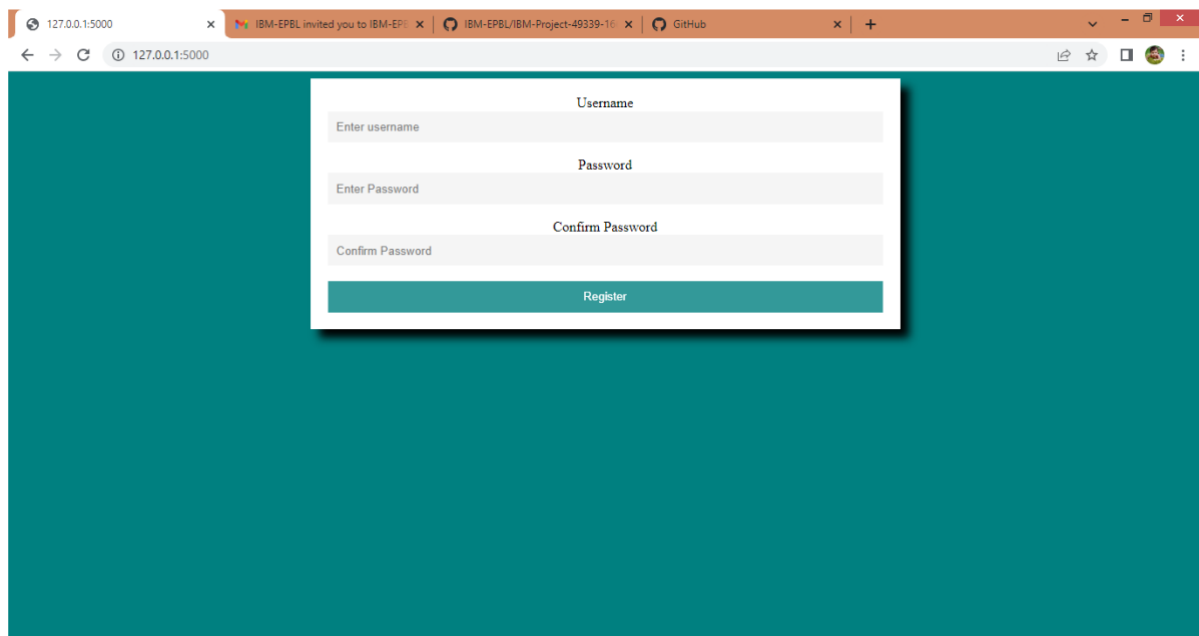 127.0.0.1:5000
IBM-EPBL invited you to IBM-EPB
IBM-EPBL/IBM-Project-49339-16
GitHub
127.0.0.1:5000
Username
Enter username
Password
Enter Password
Confirm Password
Confirm Password
Register